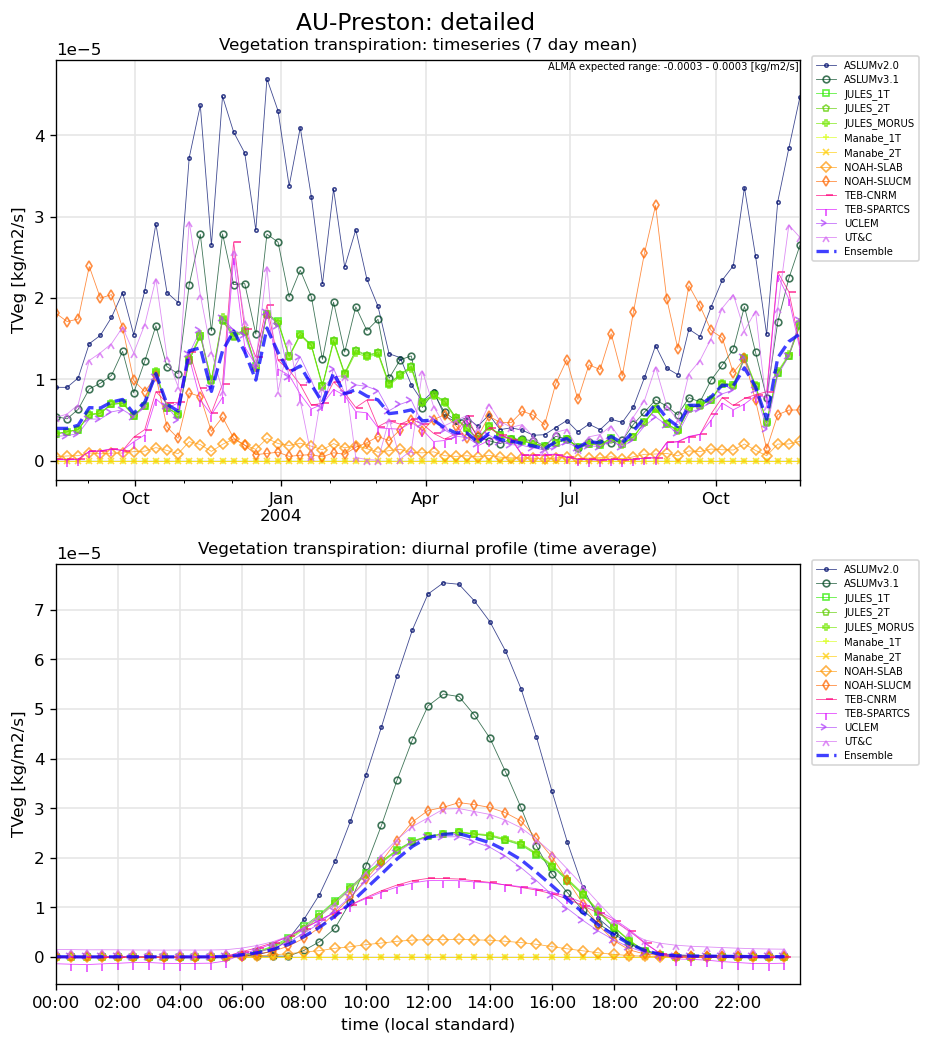 AU-Preston: detailed
Vegetation transpiration: timeseries (7 day mean)
1e−5
ALMA expected range: -0.0003 - 0.0003 [kg/m2/s]
TVeg [kg/m2/s]
4
3
2
1
0
Oct
Jan
2004
Apr
Jul
Oct
ASLUMv2.0
ASLUMv3.1
JULES_1T
JULES_2T
JULES_MORUS
Manabe_1T
Manabe_2T
NOAH-SLAB
NOAH-SLUCM
TEB-CNRM
TEB-SPARTCS
UCLEM
UT&C
Ensemble
Vegetation transpiration: diurnal profile (time average)
1e−5
TVeg [kg/m2/s]
7
6
5
4
3
2
1
0
00:00 02:00 04:00 06:00 08:00 10:00 12:00 14:00 16:00 18:00 20:00 22:00
time (local standard)
ASLUMv2.0
ASLUMv3.1
JULES_1T
JULES_2T
JULES_MORUS
Manabe_1T
Manabe_2T
NOAH-SLAB
NOAH-SLUCM
TEB-CNRM
TEB-SPARTCS
UCLEM
UT&C
Ensemble